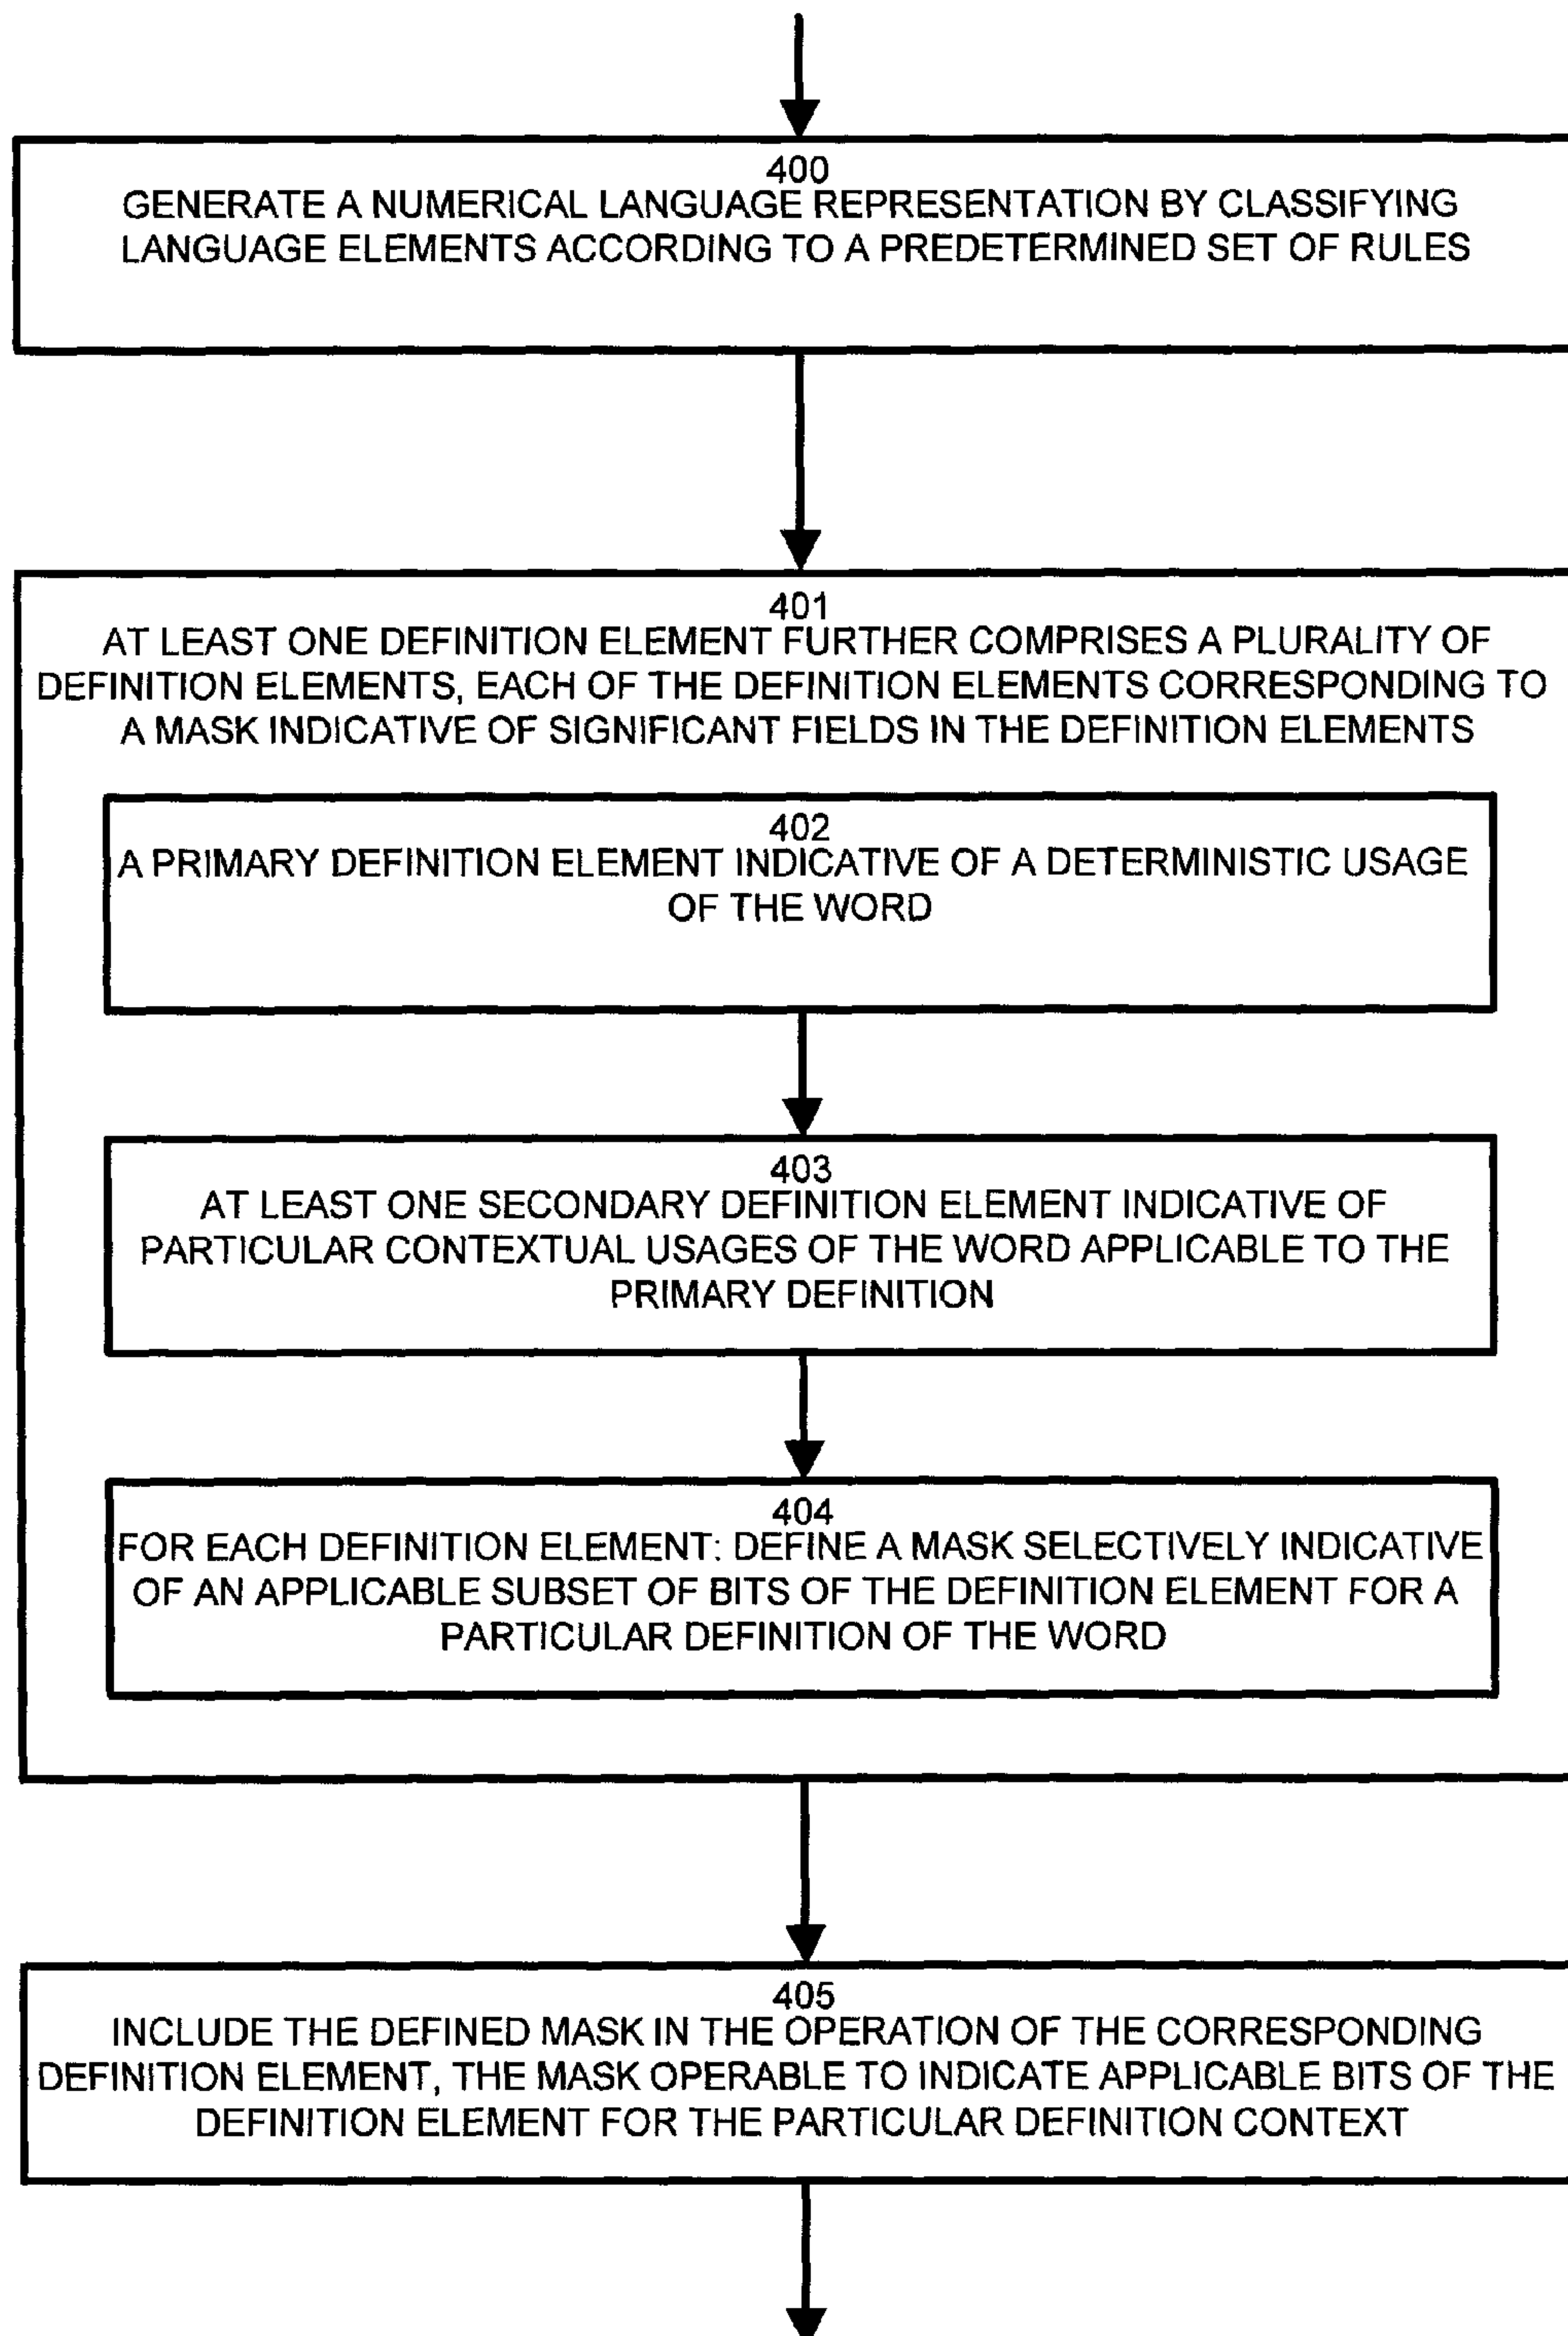 400
GENERATE A NUMERICAL LANGUAGE REPRESENTATION BY CLASSIFYING
LANGUAGE ELEMENTS ACCORDING TO A PREDETERMINED SET OF RULES
401
AT LEAST ONE DEFINITION ELEMENT FURTHER COMPRISES A PLURALITY OF
DEFINITION ELEMENTS, EACH OF THE DEFINITION ELEMENTS CORRESPONDING TO
A MASK INDICATIVE OF SIGNIFICANT FIELDS IN THE DEFINITION ELEMENTS
402
A PRIMARY DEFINITION ELEMENT INDICATIVE OF A DETERMINISTIC USAGE
OF THE WORD
403
AT LEAST ONE SECONDARY DEFINITION ELEMENT INDICATIVE OF
PARTICULAR CONTEXTUAL USAGES OF THE WORD APPLICABLE TO THE
PRIMARY DEFINITION
404
FOR EACH DEFINITION ELEMENT: DEFINE A MASK SELECTIVELY INDICATIVE
OF AN APPLICABLE SUBSET OF BITS OF THE DEFINITION ELEMENT FOR A
PARTICULAR DEFINITION OF THE WORD
405
INCLUDE THE DEFINED MASK IN THE OPERATION OF THE CORRESPONDING
DEFINITION ELEMENT, THE MASK OPERABLE TO INDICATE APPLICABLE BITS OF THE
DEFINITION ELEMENT FOR THE PARTICULAR DEFINITION CONTEXT